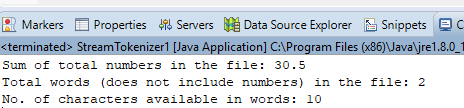 Markers Properties Servers Data Source Explorer Snippets
<terminated> StreamTokenizer1 [Java Application] C:\Program Files (x86)\Java\jre1.8.0_1
Sum of total numbers in the file: 30.5
Total words (does not include numbers) in the file: 2
No. of characters available in words: 10